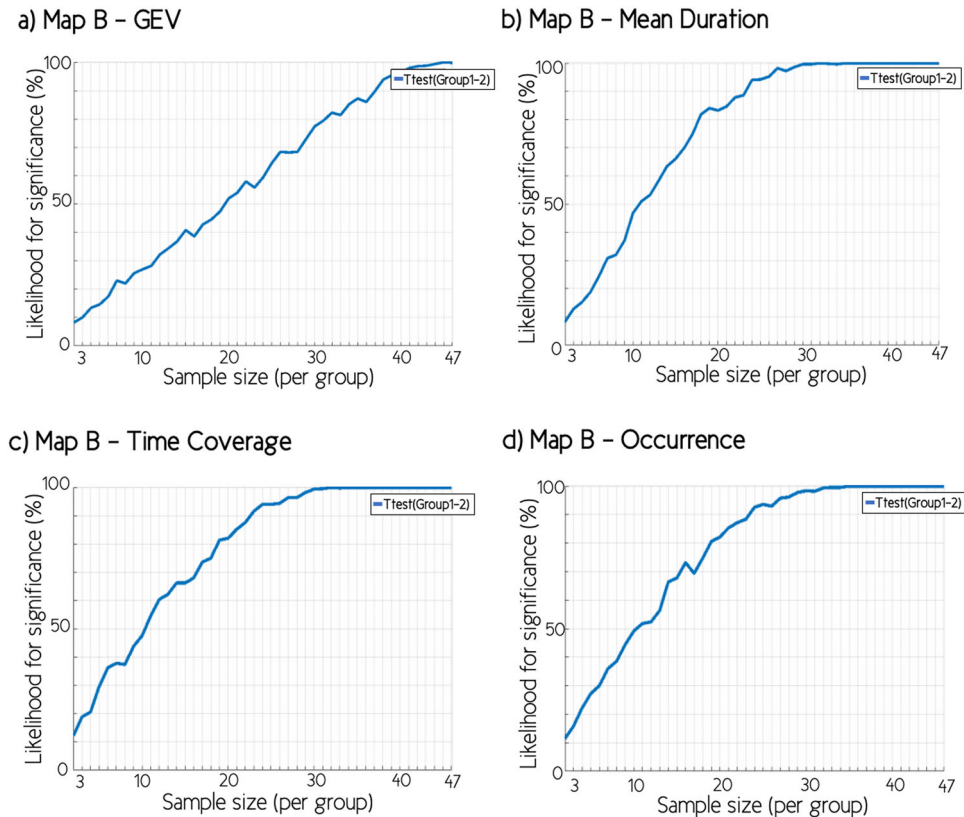 a) Map B – GEV
Likelihood for significance (%)
100
50
0
Ttest(Group1-2)
3 10 20 30 40 47
Sample size (per group)
b) Map B – Mean Duration
Likelihood for significance (%)
100
50
0
Ttest(Group1-2)
3 10 20 30 40 47
Sample size (per group)
c) Map B – Time Coverage
Likelihood for significance (%)
100
50
0
Ttest(Group1-2)
3 10 20 30 40 47
Sample size (per group)
d) Map B – Occurrence
Likelihood for significance (%)
100
50
0
Ttest(Group1-2)
3 10 20 30 40 47
Sample size (per group)